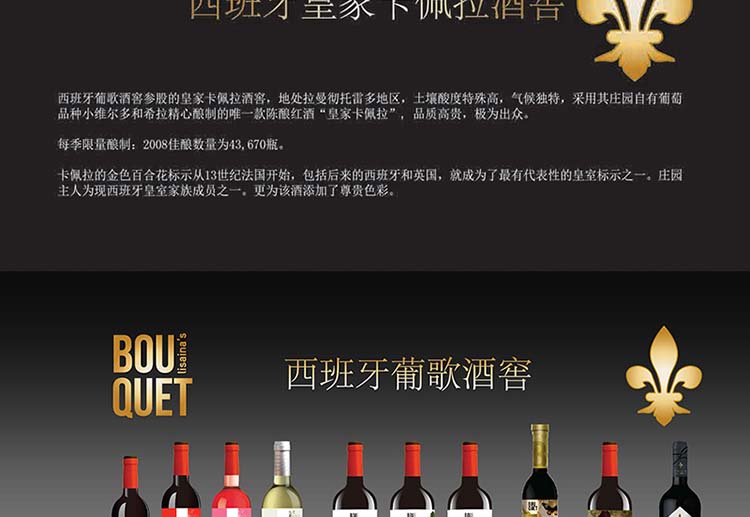 西班牙皇家卡佩拉酒窖
西班牙葡歌酒窖参股的皇家卡佩拉酒窖，地处拉曼彻托雷多地区，土壤酸度特殊高，气候独特，采用其庄园自有葡萄
品种小维尔多和希拉精心酿制的唯一款陈酿红酒“皇家卡佩拉”，品质高贵，极为出众。
每季限量酿制：2008佳酿数量为43,670瓶。
卡佩拉的金色百合花标示从13世纪法国开始，包括后来的西班牙和英国，就成为了最有代表性的皇室标示之一。庄园
主人为现西班牙皇室家族成员之一。更为该酒添加了尊贵色彩。
BOU
QUET
lisaina's
西班牙葡歌酒窖